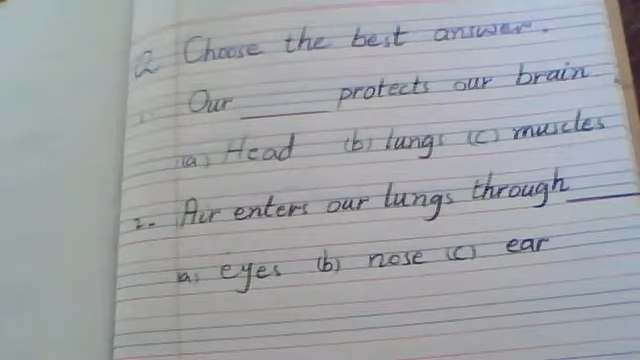 Q Choose the best answer.
1. Our ______ protects our brain.
(a) Head (b) lungs (c) muscles
2. Air enters our lungs through ______
(a) eyes (b) nose (c) ear